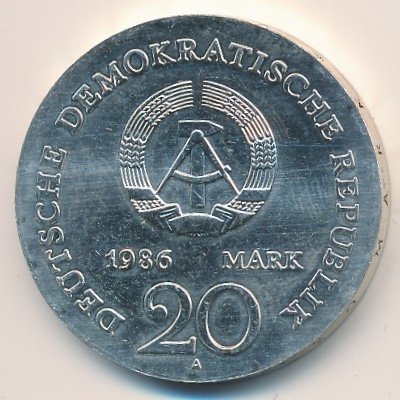 DEUTSCHE DEMOKRATISCHE REPUBLIK
1986 MARK
20
A